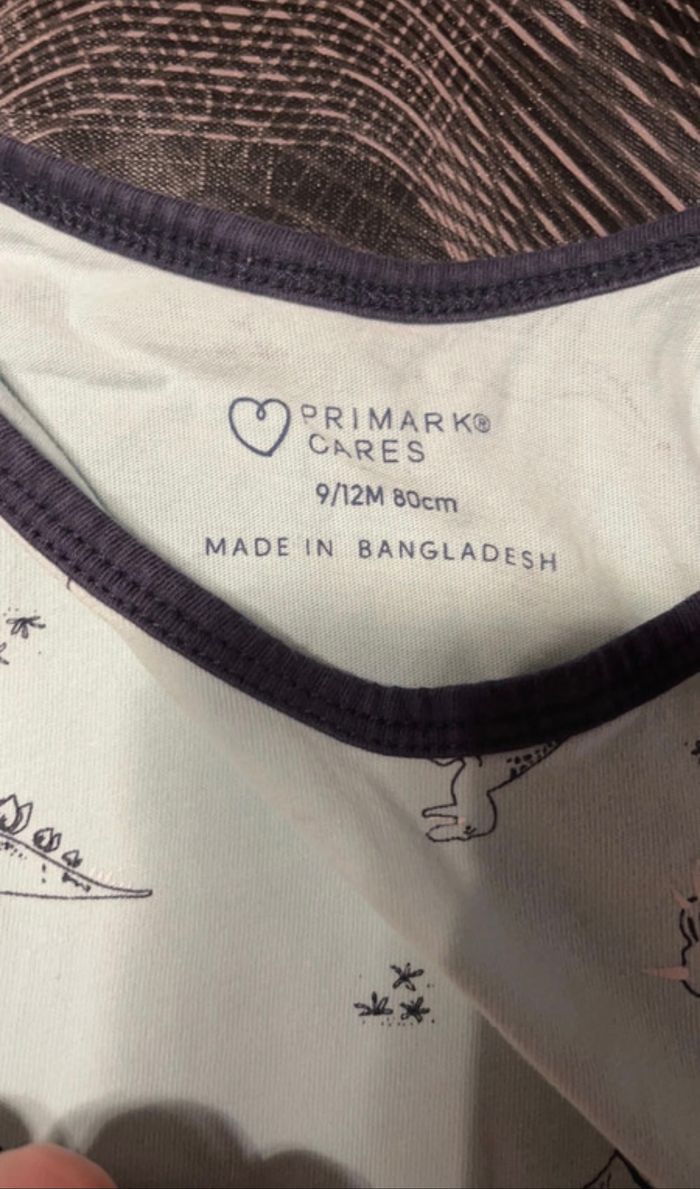 PRIMARK®
CARES
9/12M 80cm
MADE IN BANGLADESH